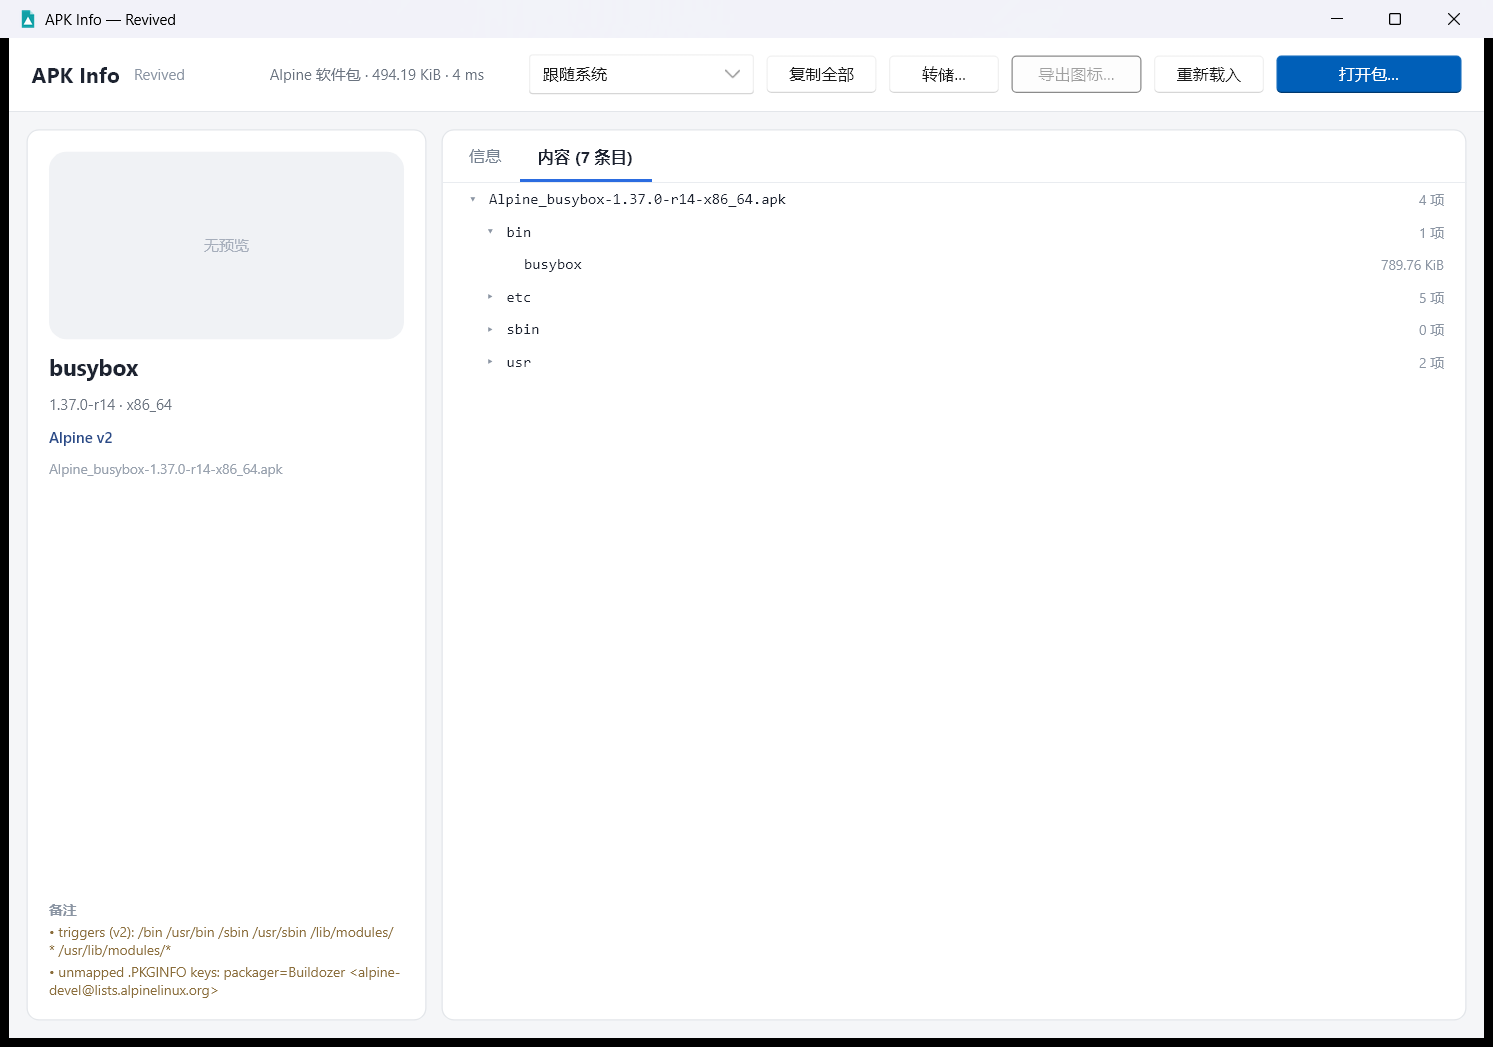 APK Info — Revived
APK Info Revived Alpine 软件包 · 494.19 KiB · 4 ms 跟随系统 复制全部 转储... 导出图标... 重新载入 打开包...
无预览
busybox
1.37.0-r14 · x86_64
Alpine v2
Alpine_busybox-1.37.0-r14-x86_64.apk
备注
• triggers (v2): /bin /usr/bin /sbin /usr/sbin /lib/modules/
* /usr/lib/modules/*
• unmapped .PKGINFO keys: packager=Buildozer <alpine-
devel@lists.alpinelinux.org>
信息 内容 (7 条目)
Alpine_busybox-1.37.0-r14-x86_64.apk 4 项
bin 1 项
busybox 789.76 KiB
etc 5 项
sbin 0 项
usr 2 项